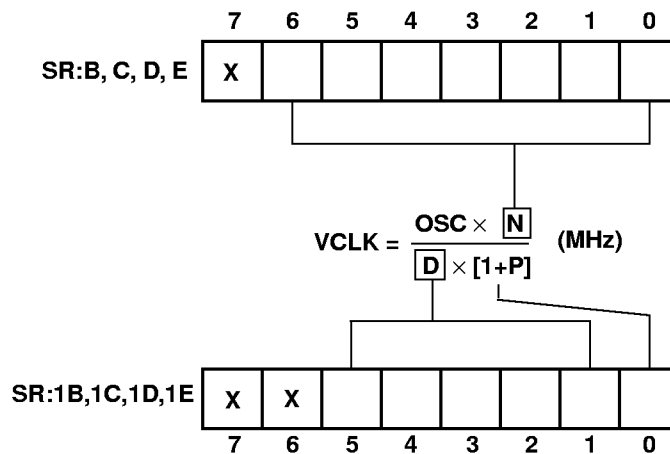 7 6 5 4 3 2 1 0
SR:B, C, D, E X
OSC × N
VCLK = (MHz)
D × [1+P]
SR:1B,1C,1D,1E X X
7 6 5 4 3 2 1 0